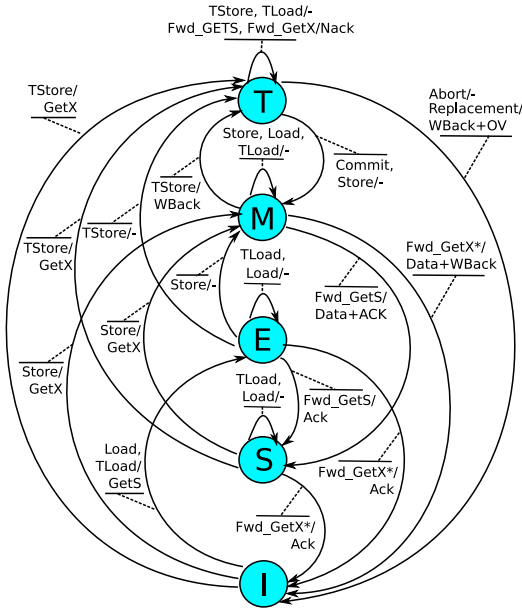 TStore, TLoad/-
Fwd_GETS, Fwd_GetX/Nack
TStore/
GetX
T
Abort/-
Replacement/
WBack+OV
Store, Load,
TLoad/-
Commit,
Store/-
TStore/
WBack
M
TStore/-
TStore/
GetX
Fwd_GetX*/
Data+WBack
TLoad,
Load/-
Store/-
Fwd_GetS/
Data+ACK
Store/
GetX
E
Store/
GetX
TLoad,
Load/-
Fwd_GetS/
Ack
Load,
TLoad/
GetS
S
Fwd_GetX*/
Ack
Fwd_GetX*/
Ack
I